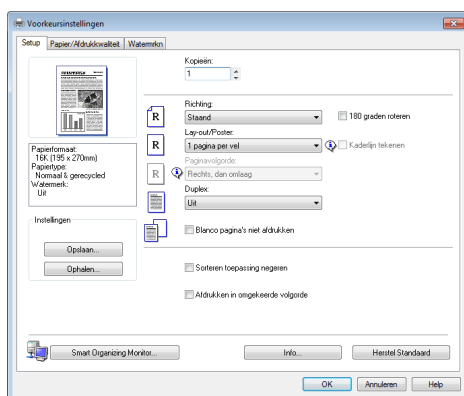 Voorkeursinstellingen
Setup
Papier/Afdrukkwaliteit
Watermrkn
Kopieën:
1
Richting:
R
Staand
180 graden roteren
Lay-out/Poster:
R
1 pagina per vel
Kaderlijn tekenen
Paginavolgorde:
R
Rechts, dan omlaag
Duplex:
Uit
Blanco pagina's niet afdrukken
Papierformaat:
16K (195 x 270mm)
Papiertype:
Normaal & gerecycled
Watermerk:
Uit
Instellingen
Opslaan...
Ophalen...
Sorteren toepassing negeren
Afdrukken in omgekeerde volgorde
Smart Organizing Monitor...
Info...
Herstel Standaard
OK
Annuleren
Help